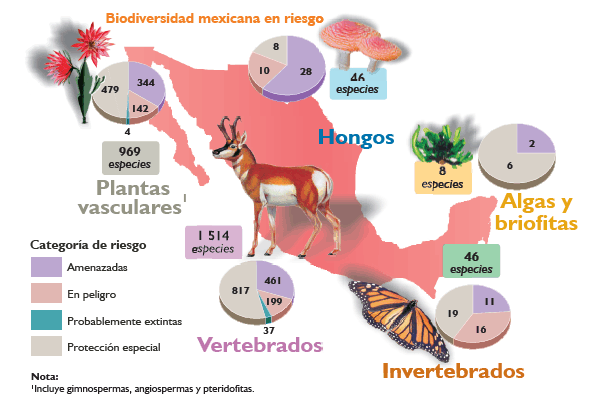 Biodiversidad mexicana en riesgo
8
10
28
46
especies
Hongos
479
344
142
4
969
especies
Plantas
vasculares¹
2
6
8
especies
Algas y
briofitas
1 514
especies
817
461
199
37
Vertebrados
46
especies
19
11
16
Invertebrados
Categoría de riesgo
Amenazadas
En peligro
Probablemente extintas
Protección especial
Nota:
¹Incluye gimnospermas, angiospermas y pteridofitas.